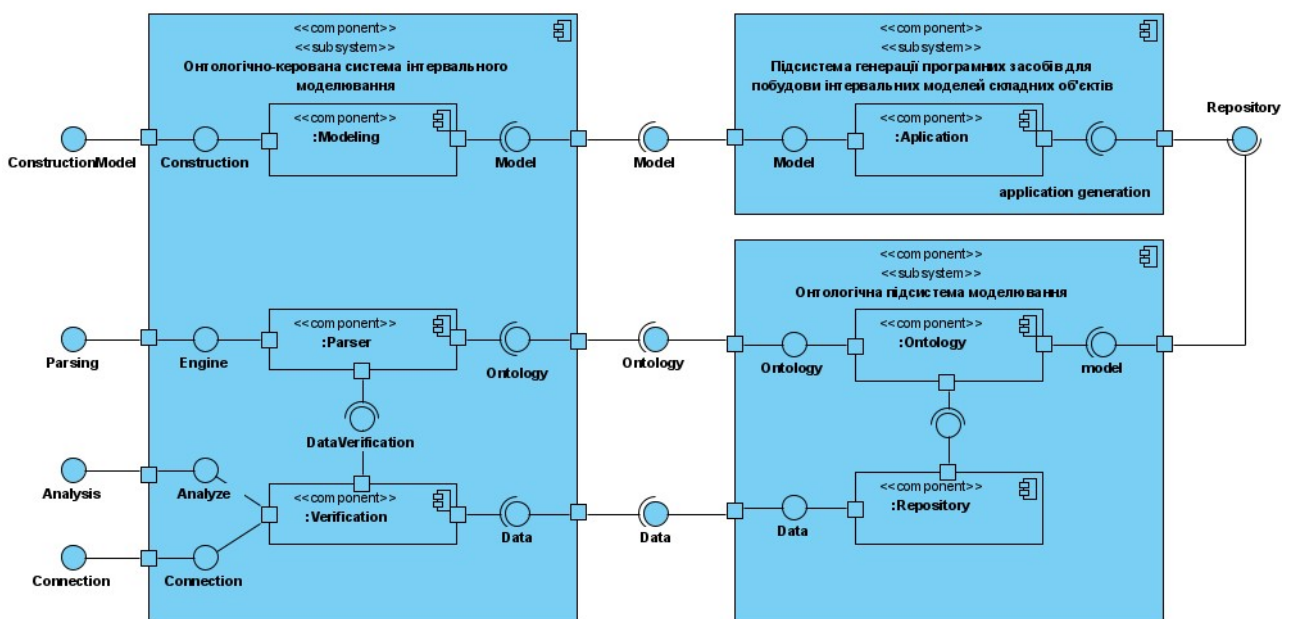 <<component>>
<<subsystem>>
Онтологічно-керована система інтервального
моделювання
<<component>>
:Modeling
ConstructionModel
Construction
Model
Model
<<component>>
<<subsystem>>
Підсистема генерації програмних засобів для
побудови інтервальних моделей складних об'єктів
<<component>>
:Aplication
Model
application generation
Repository
<<component>>
:Parser
Parsing
Engine
Ontology
Ontology
DataVerification
Analysis
Analyze
<<component>>
:Verification
Connection
Connection
Data
Data
<<component>>
<<subsystem>>
Онтологічна підсистема моделювання
<<component>>
:Ontology
Ontology
model
<<component>>
:Repository
Data